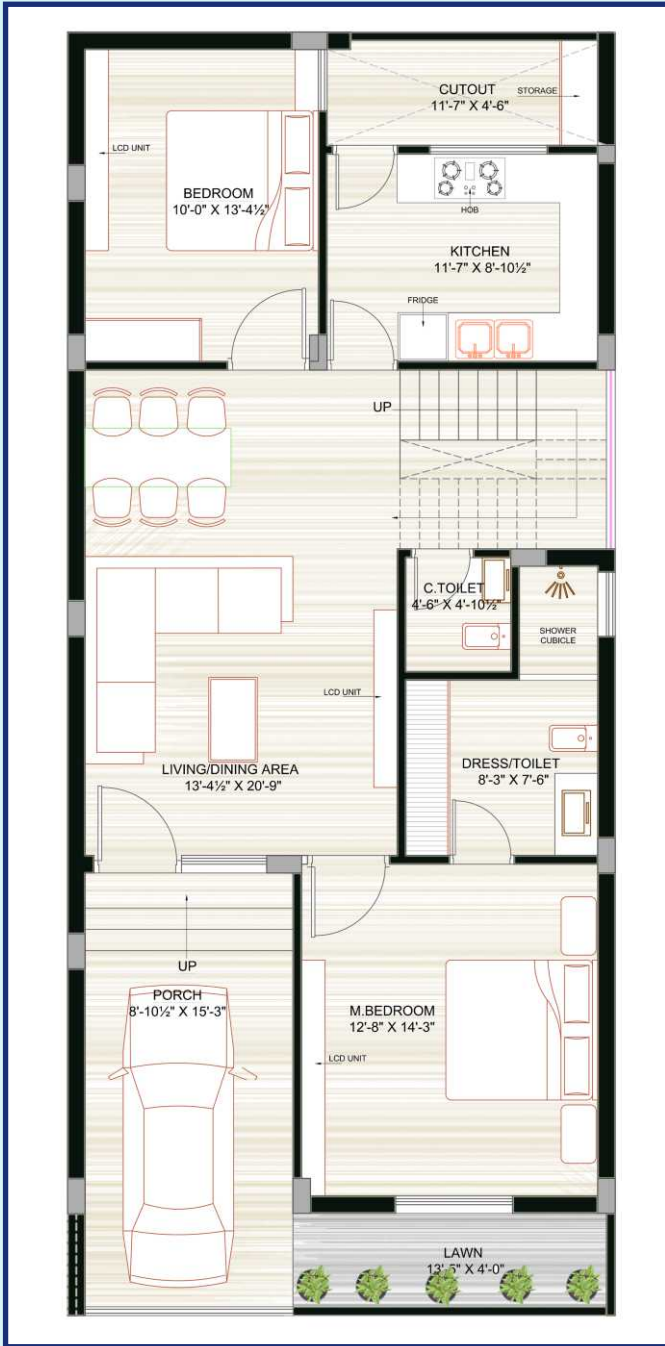 CUTOUT
11'-7" X 4'-6"
STORAGE
LCD UNIT
BEDROOM
10'-0" X 13'-4½"
HOB
KITCHEN
11'-7" X 8'-10½"
FRIDGE
UP
C.TOILET
4'-6" X 4'-10½"
SHOWER
CUBICLE
LCD UNIT
LIVING/DINING AREA
13'-4½" X 20'-9"
DRESS/TOILET
8'-3" X 7'-6"
UP
PORCH
8'-10½" X 15'-3"
M.BEDROOM
12'-8" X 14'-3"
LCD UNIT
LAWN
13'-5" X 4'-0"